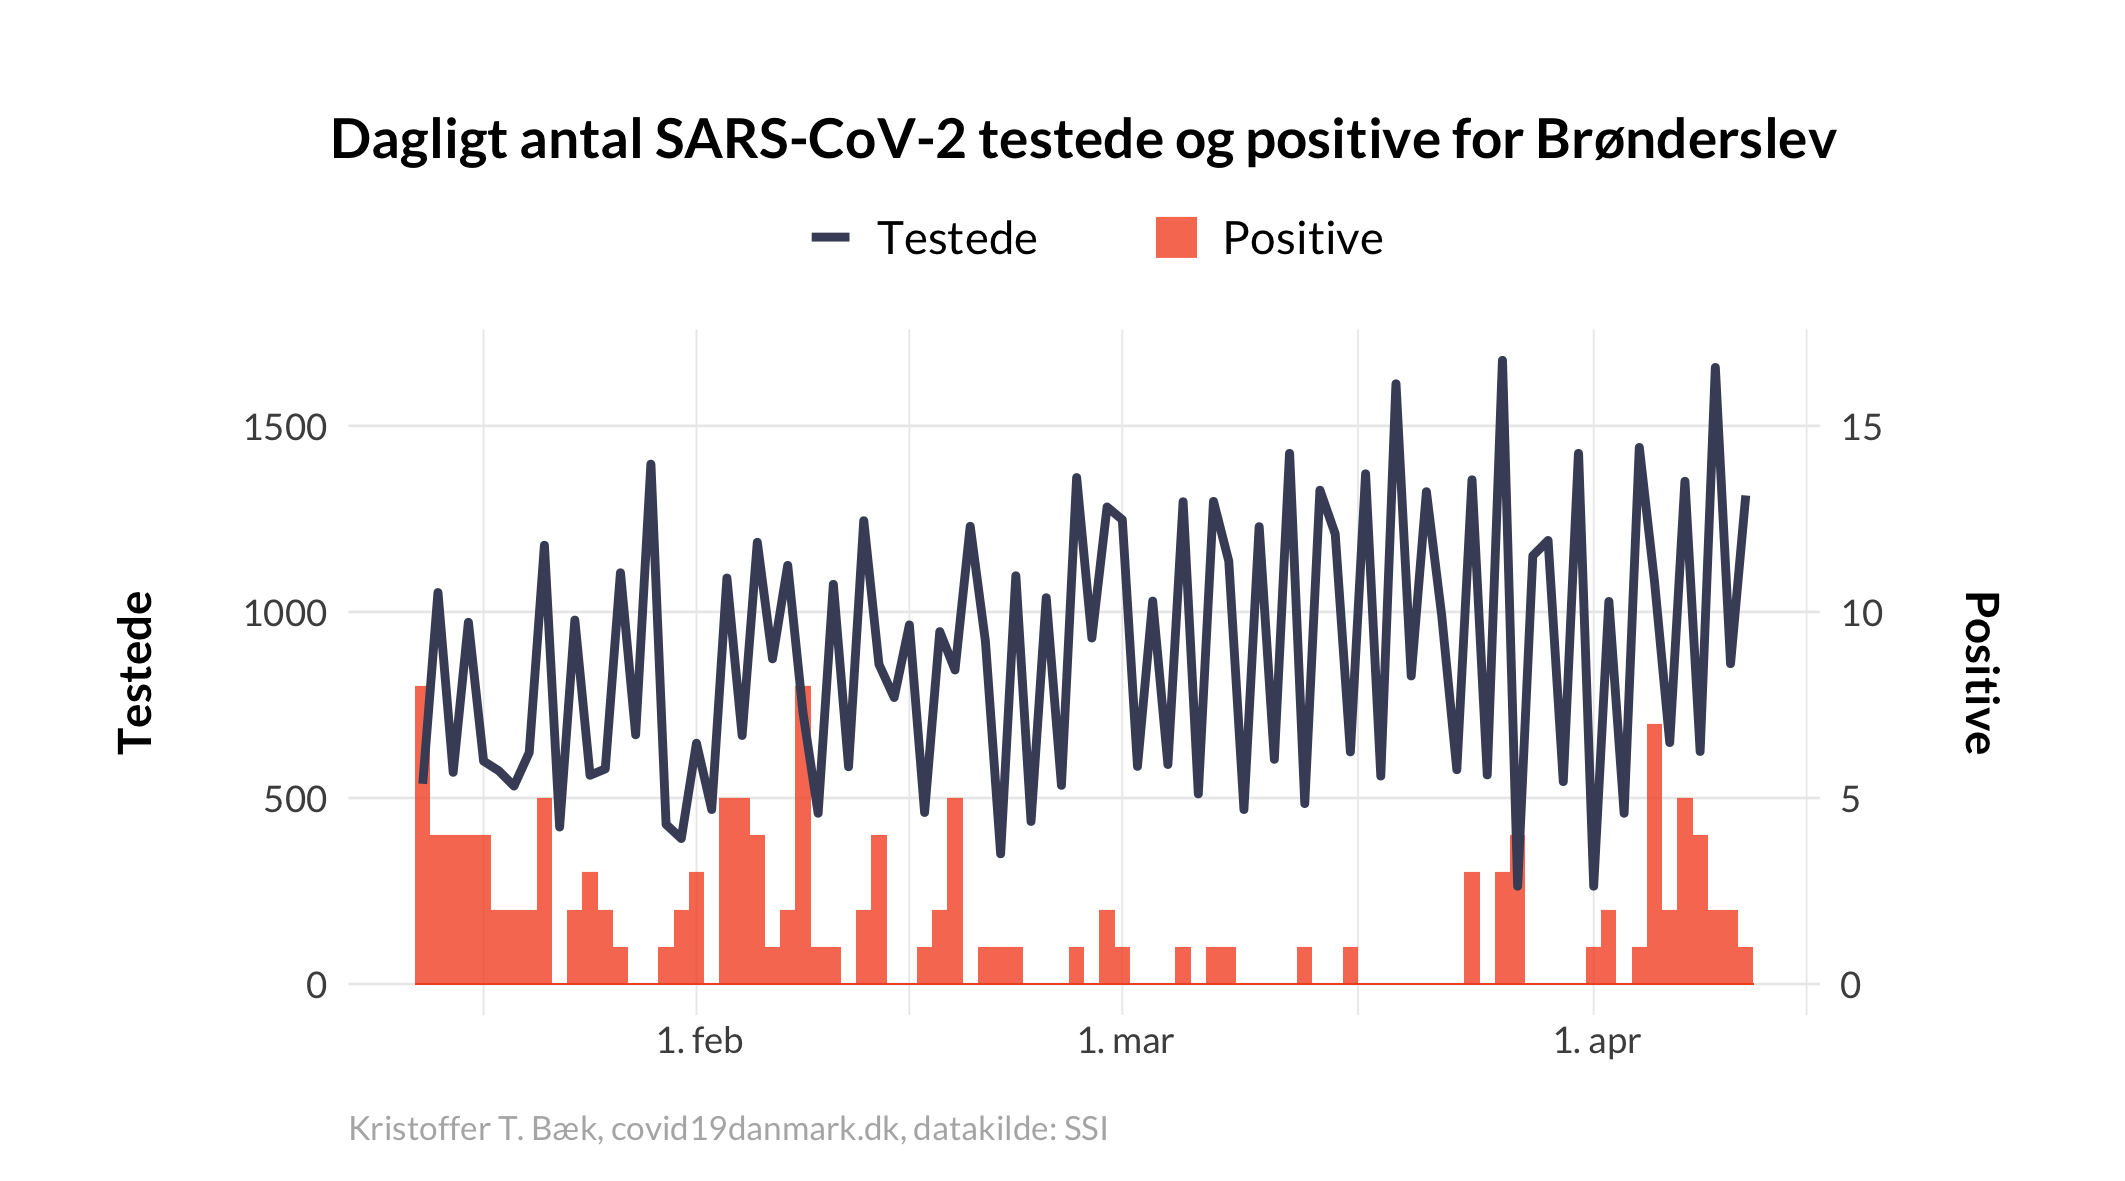 Dagligt antal SARS-CoV-2 testede og positive for Brønderslev
Testede
Positive
Testede
1500
1000
500
0
15
10
5
0
Positive
1. feb
1. mar
1. apr
Kristoffer T. Bæk, covid19danmark.dk, datakilde: SSI